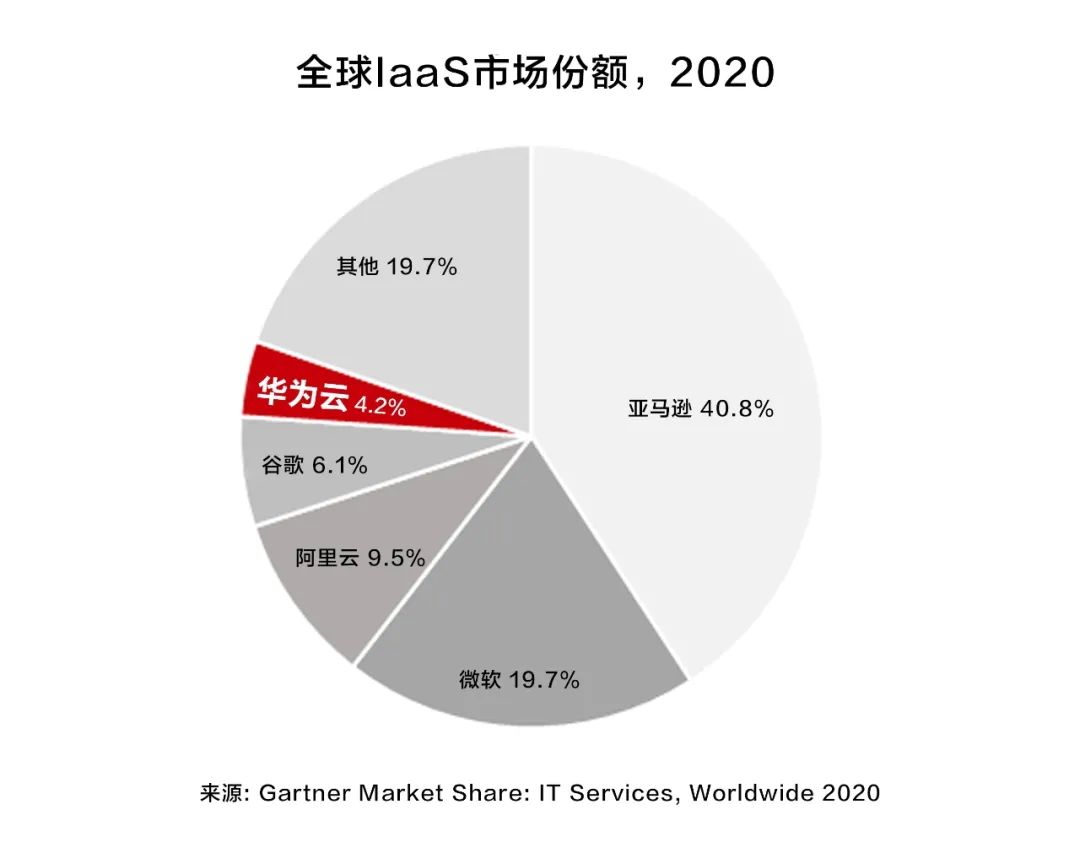 全球IaaS市场份额，2020
其他 19.7%
华为云 4.2%
亚马逊 40.8%
谷歌 6.1%
阿里云 9.5%
微软 19.7%
来源: Gartner Market Share: IT Services, Worldwide 2020